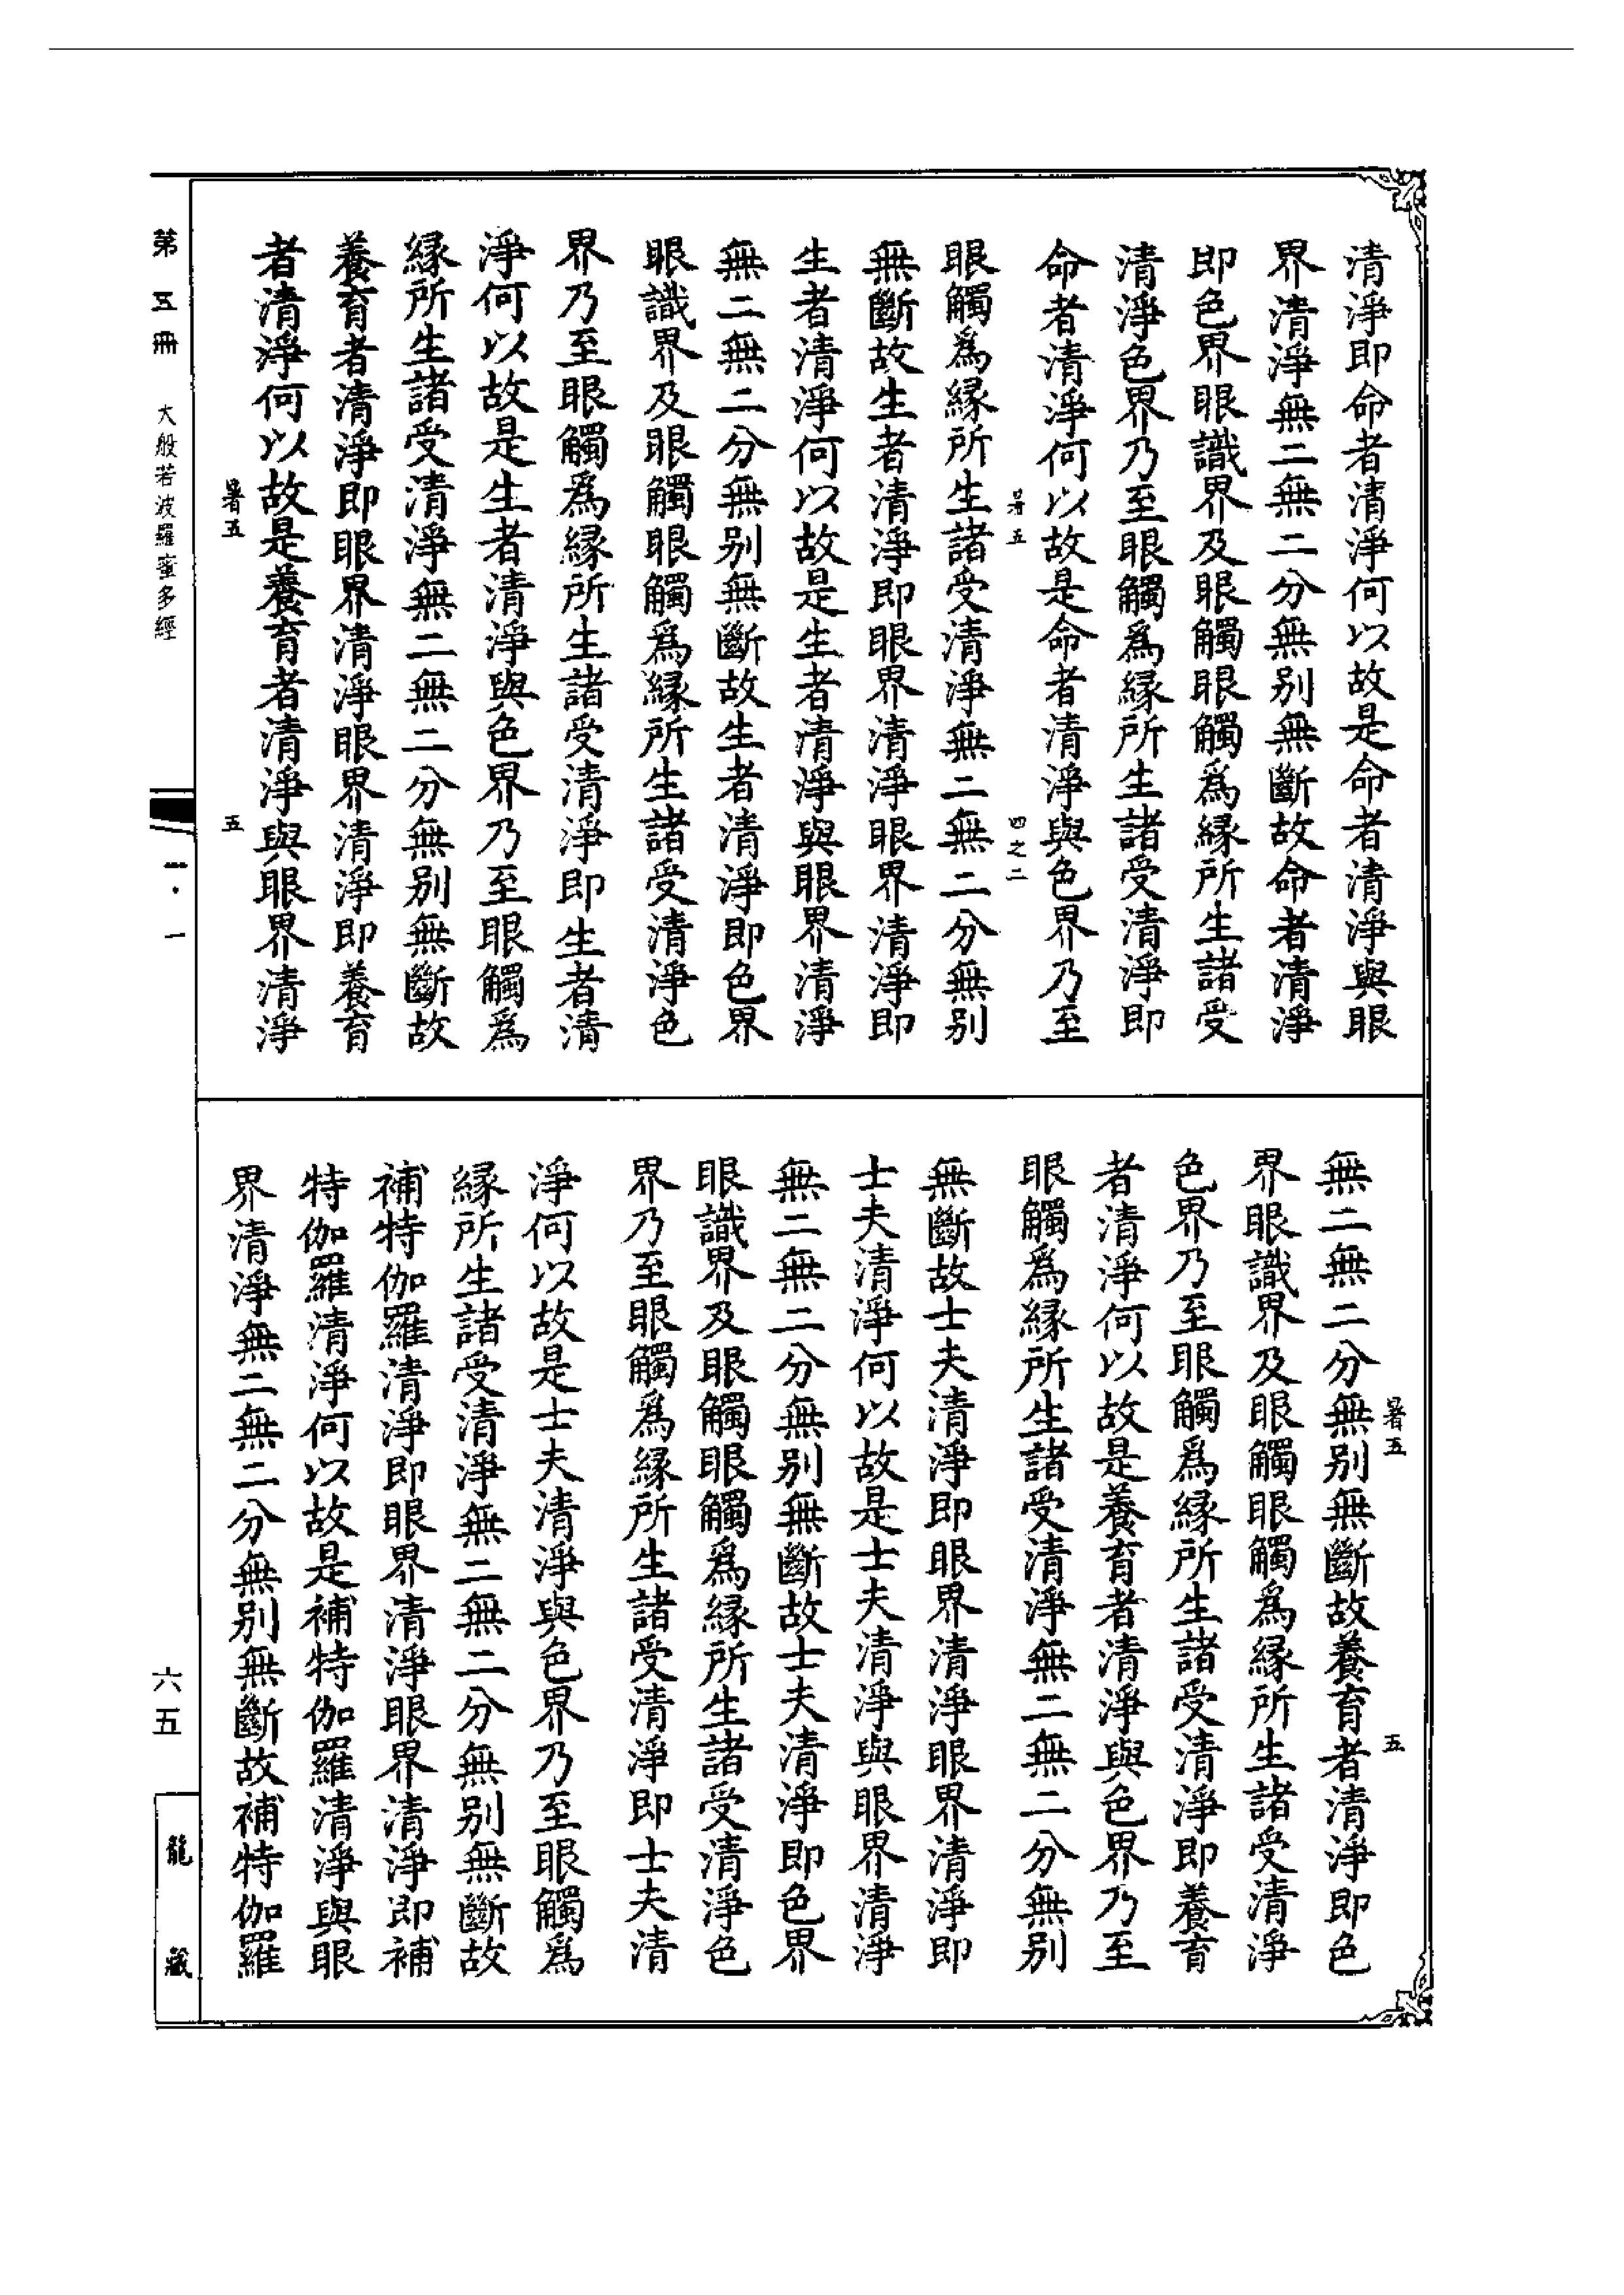 清淨即命者清淨何以故是命者清淨與眼
界清淨無二無二分無别無斷故命者清淨
即色界眼識界及眼觸眼觸爲緣所生諸受
清淨色界乃至眼觸爲緣所生諸受清淨即
命者清淨何以故是命者清淨與色界乃至
暑五 四之二
眼觸爲緣所生諸受清淨無二無二分無别
無斷故生者清淨即眼界清淨眼界清淨即
生者清淨何以故是生者清淨與眼界清淨
無二無二分無别無斷故生者清淨即色界
眼識界及眼觸眼觸爲緣所生諸受清淨色
界乃至眼觸爲緣所生諸受清淨即生者清
淨何以故是生者清淨與色界乃至眼觸爲
緣所生諸受清淨無二無二分無别無斷故
養育者清淨即眼界清淨眼界清淨即養育
者清淨何以故是養育者清淨與眼界清淨
暑五 五
暑五 五
無二無二分無别無斷故養育者清淨即色
界眼識界及眼觸眼觸爲緣所生諸受清淨
色界乃至眼觸爲緣所生諸受清淨即養育
者清淨何以故是養育者清淨與色界乃至
眼觸爲緣所生諸受清淨無二無二分無别
無斷故士夫清淨即眼界清淨眼界清淨即
士夫清淨何以故是士夫清淨與眼界清淨
無二無二分無别無斷故士夫清淨即色界
眼識界及眼觸眼觸爲緣所生諸受清淨色
界乃至眼觸爲緣所生諸受清淨即士夫清
淨何以故是士夫清淨與色界乃至眼觸爲
緣所生諸受清淨無二無二分無别無斷故
補特伽羅清淨即眼界清淨眼界清淨即補
特伽羅清淨何以故是補特伽羅清淨與眼
界清淨無二無二分無别無斷故補特伽羅
第五冊 大般若波羅蜜多經
六五
龍藏